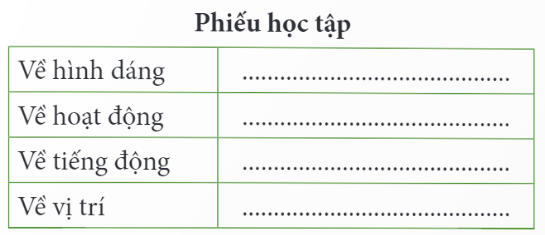 Phiếu học tập
Về hình dáng ............................................
Về hoạt động ............................................
Về tiếng động ............................................
Về vị trí ............................................